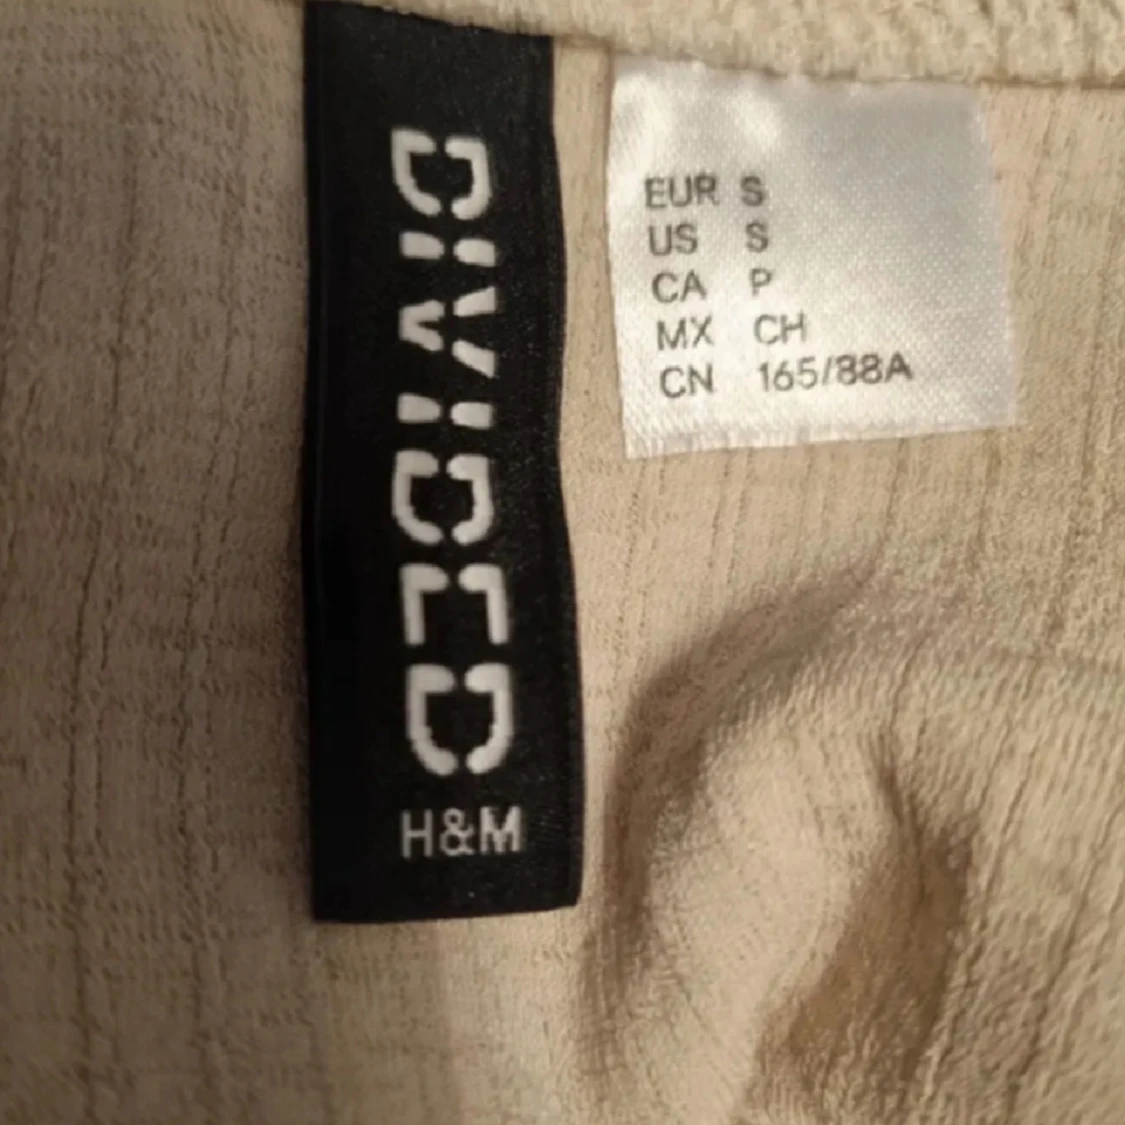 DIVIDED
H&M
EUR S
US S
CA P
MX CH
CN 165/88A